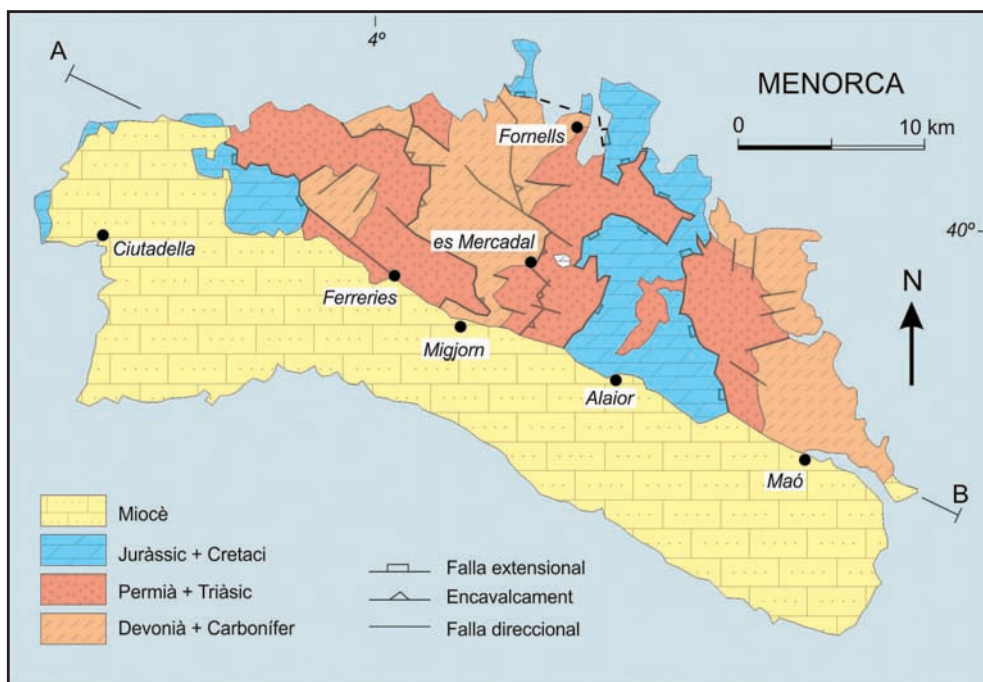 A
4º
MENORCA
0
10 km
Fornells
40º
Ciutadella
es Mercadal
N
Ferreries
Migjorn
Alaior
Maó
B
Miocè
Juràssic + Cretaci
Permià + Triàsic
Devonià + Carbonífer
Falla extensional
Encavalcament
Falla direccional